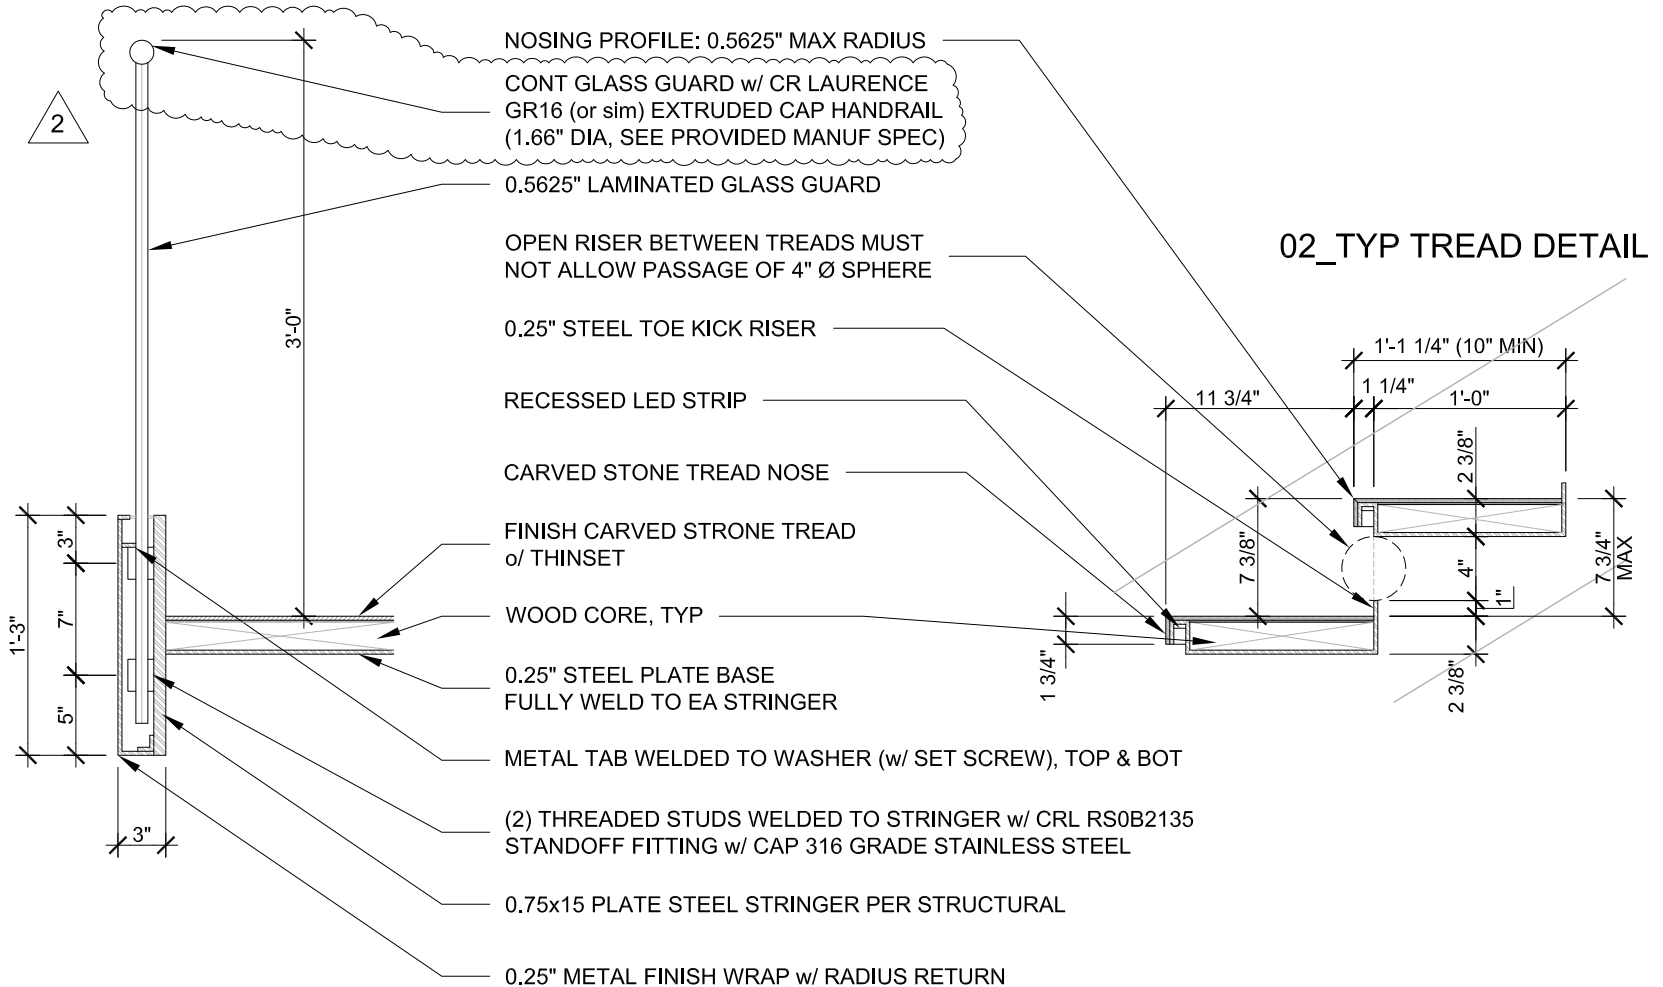 NOSING PROFILE: 0.5625" MAX RADIUS
CONT GLASS GUARD w/ CR LAURENCE
GR16 (or sim) EXTRUDED CAP HANDRAIL
(1.66" DIA, SEE PROVIDED MANUF SPEC)
2
0.5625" LAMINATED GLASS GUARD
OPEN RISER BETWEEN TREADS MUST
NOT ALLOW PASSAGE OF 4" Ø SPHERE
0.25" STEEL TOE KICK RISER
RECESSED LED STRIP
CARVED STONE TREAD NOSE
FINISH CARVED STRONE TREAD
o/ THINSET
WOOD CORE, TYP
0.25" STEEL PLATE BASE
FULLY WELD TO EA STRINGER
METAL TAB WELDED TO WASHER (w/ SET SCREW), TOP & BOT
(2) THREADED STUDS WELDED TO STRINGER w/ CRL RS0B2135
STANDOFF FITTING w/ CAP 316 GRADE STAINLESS STEEL
0.75x15 PLATE STEEL STRINGER PER STRUCTURAL
0.25" METAL FINISH WRAP w/ RADIUS RETURN
3'-0"
1'-3"
3"
7"
5"
3"
02_TYP TREAD DETAIL
1'-1 1/4" (10" MIN)
11 3/4"
1 1/4"
1'-0"
2 3/8"
7 3/8"
4"
1"
7 3/4"
MAX
1 3/4"
2 3/8"